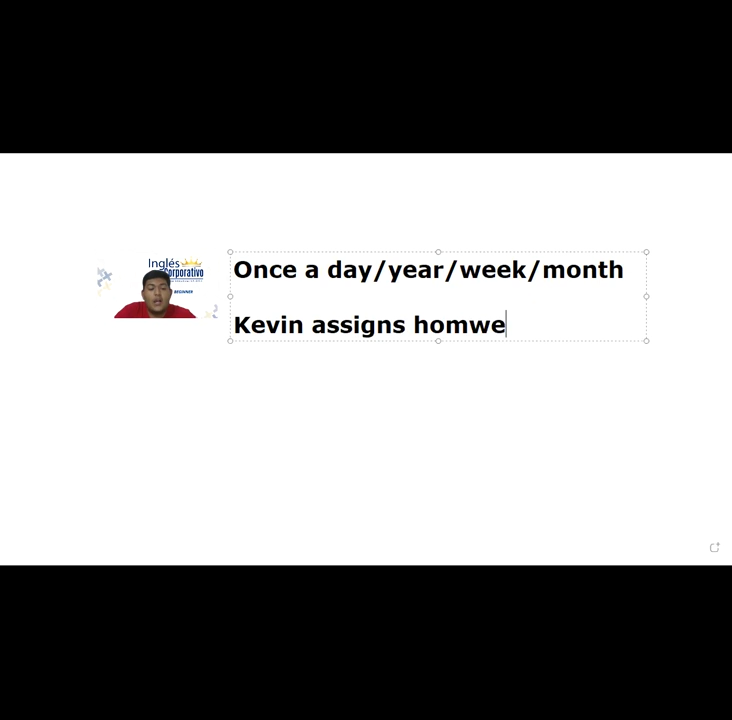 Inglés
Corporativo
BEGINNER
Once a day/year/week/month
Kevin assigns homwe